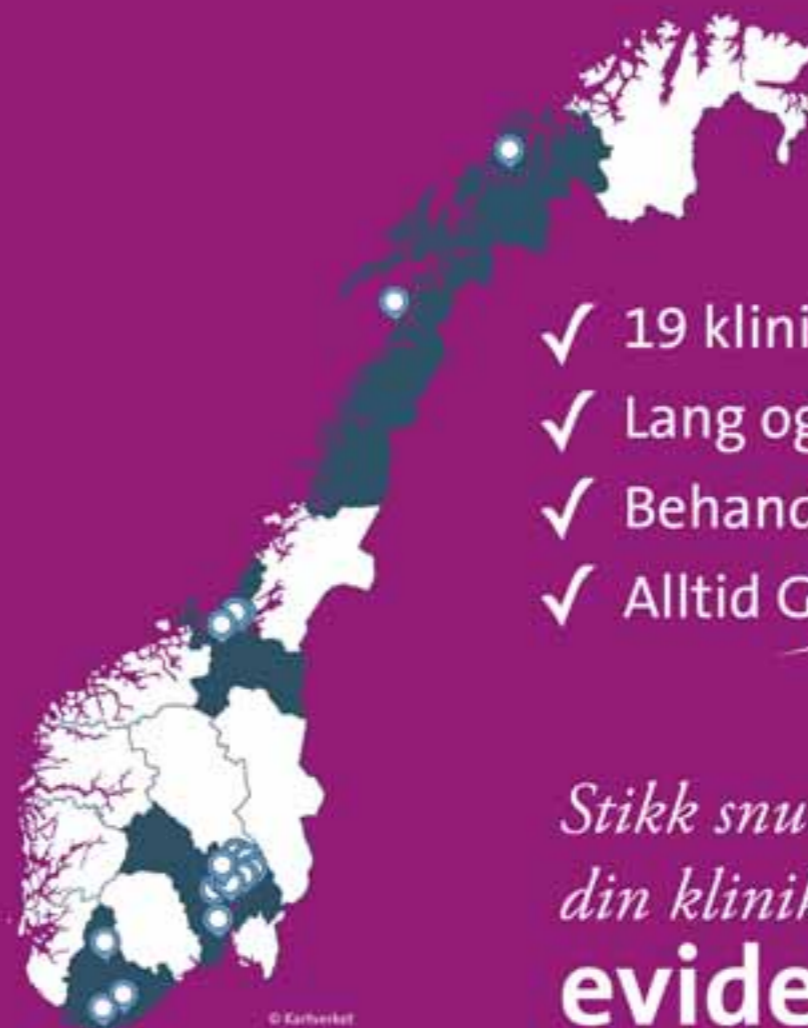 ✓ 19 klini
✓ Lang og
✓ Behand
✓ Alltid G
Stikk snu
din klinik
evide
© Kartverket